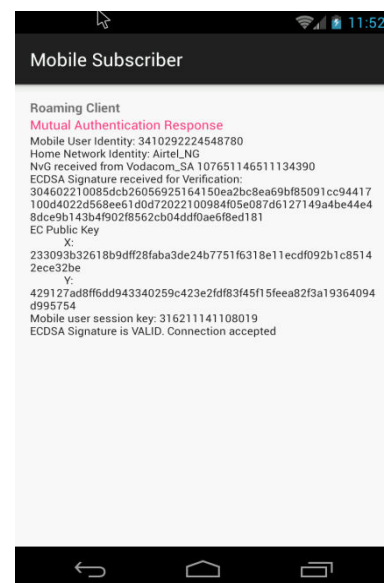 11:52
Mobile Subscriber
Roaming Client
Mutual Authentication Response
Mobile User Identity: 3410292224548780
Home Network Identity: Airtel_NG
NvG received from Vodacom_SA 107651146511134390
ECDSA Signature received for Verification:
304602210085dcb26056925164150ea2bc8ea69bf85091cc94417
100d4022d568ee61d0d72022100984f05e087d6127149a4be44e4
8dce9b143b4f902f8562cb04ddf0ae6f8ed181
EC Public Key
X:
233093b32618b9dff28faba3de24b7751f6318e11ecdf092b1c8514
2ece32be
Y:
429127ad8ff6dd943340259c423e2fdf83f45f15feea82f3a19364094
d995754
Mobile user session key: 316211141108019
ECDSA Signature is VALID. Connection accepted